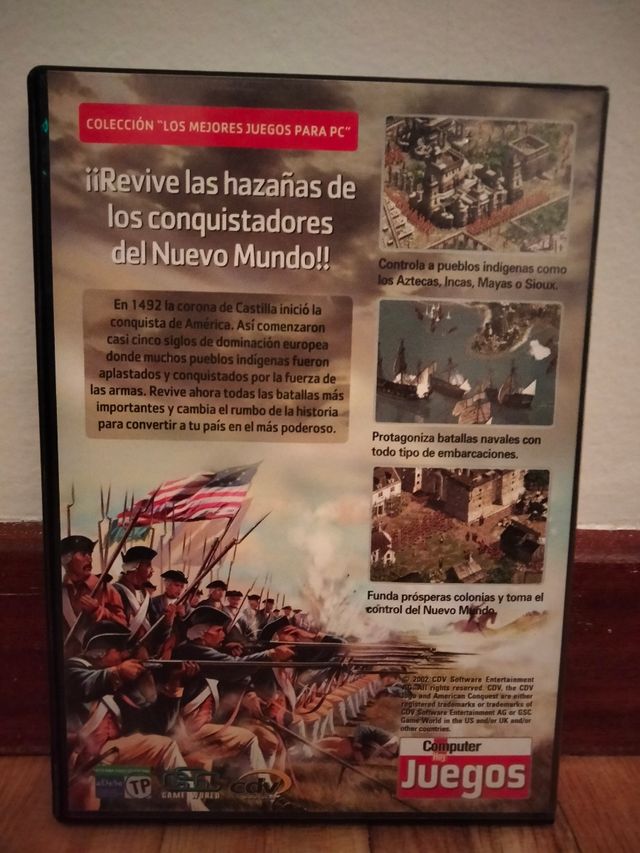 COLECCIÓN "LOS MEJORES JUEGOS PARA PC"
¡¡Revive las hazañas de
los conquistadores
del Nuevo Mundo!!
En 1492 la corona de Castilla inició la
conquista de América. Así comenzaron
casi cinco siglos de dominación europea
donde muchos pueblos indígenas fueron
aplastados y conquistados por la fuerza de
las armas. Revive ahora todas las batallas más
importantes y cambia el rumbo de la historia
para convertir a tu país en el más poderoso.
Controla a pueblos indígenas como
los Aztecas, Incas, Mayas o Sioux.
Protagoniza batallas navales con
todo tipo de embarcaciones.
Funda prósperas colonias y toma el
control del Nuevo Mundo.
© 2002 CDV Software Entertainment
AG. All rights reserved. CDV, the CDV
Logo and American Conquest are either
registered trademarks or trademarks of
CDV Software Entertainment AG or GSC
Game World in the US and/or UK and/or
other countries.
aDeSe
TP
GAME WORLD
cdv
Computer
Hoy
Juegos